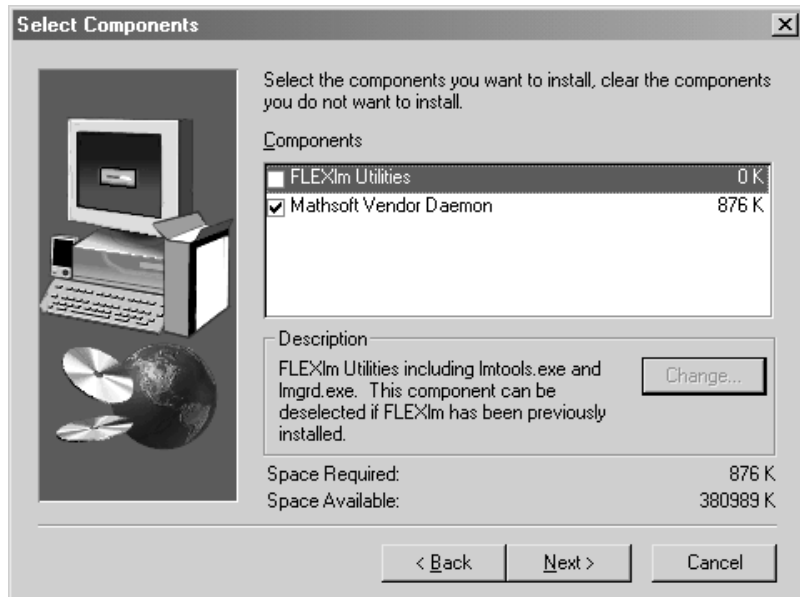 Select Components
Select the components you want to install, clear the components
you do not want to install.
Components
FLEXlm Utilities 0 K
Mathsoft Vendor Daemon 876 K
Description
FLEXlm Utilities including lmtools.exe and
lmgrd.exe. This component can be
deselected if FLEXlm has been previously
installed.
Change...
Space Required: 876 K
Space Available: 380989 K
< Back
Next >
Cancel